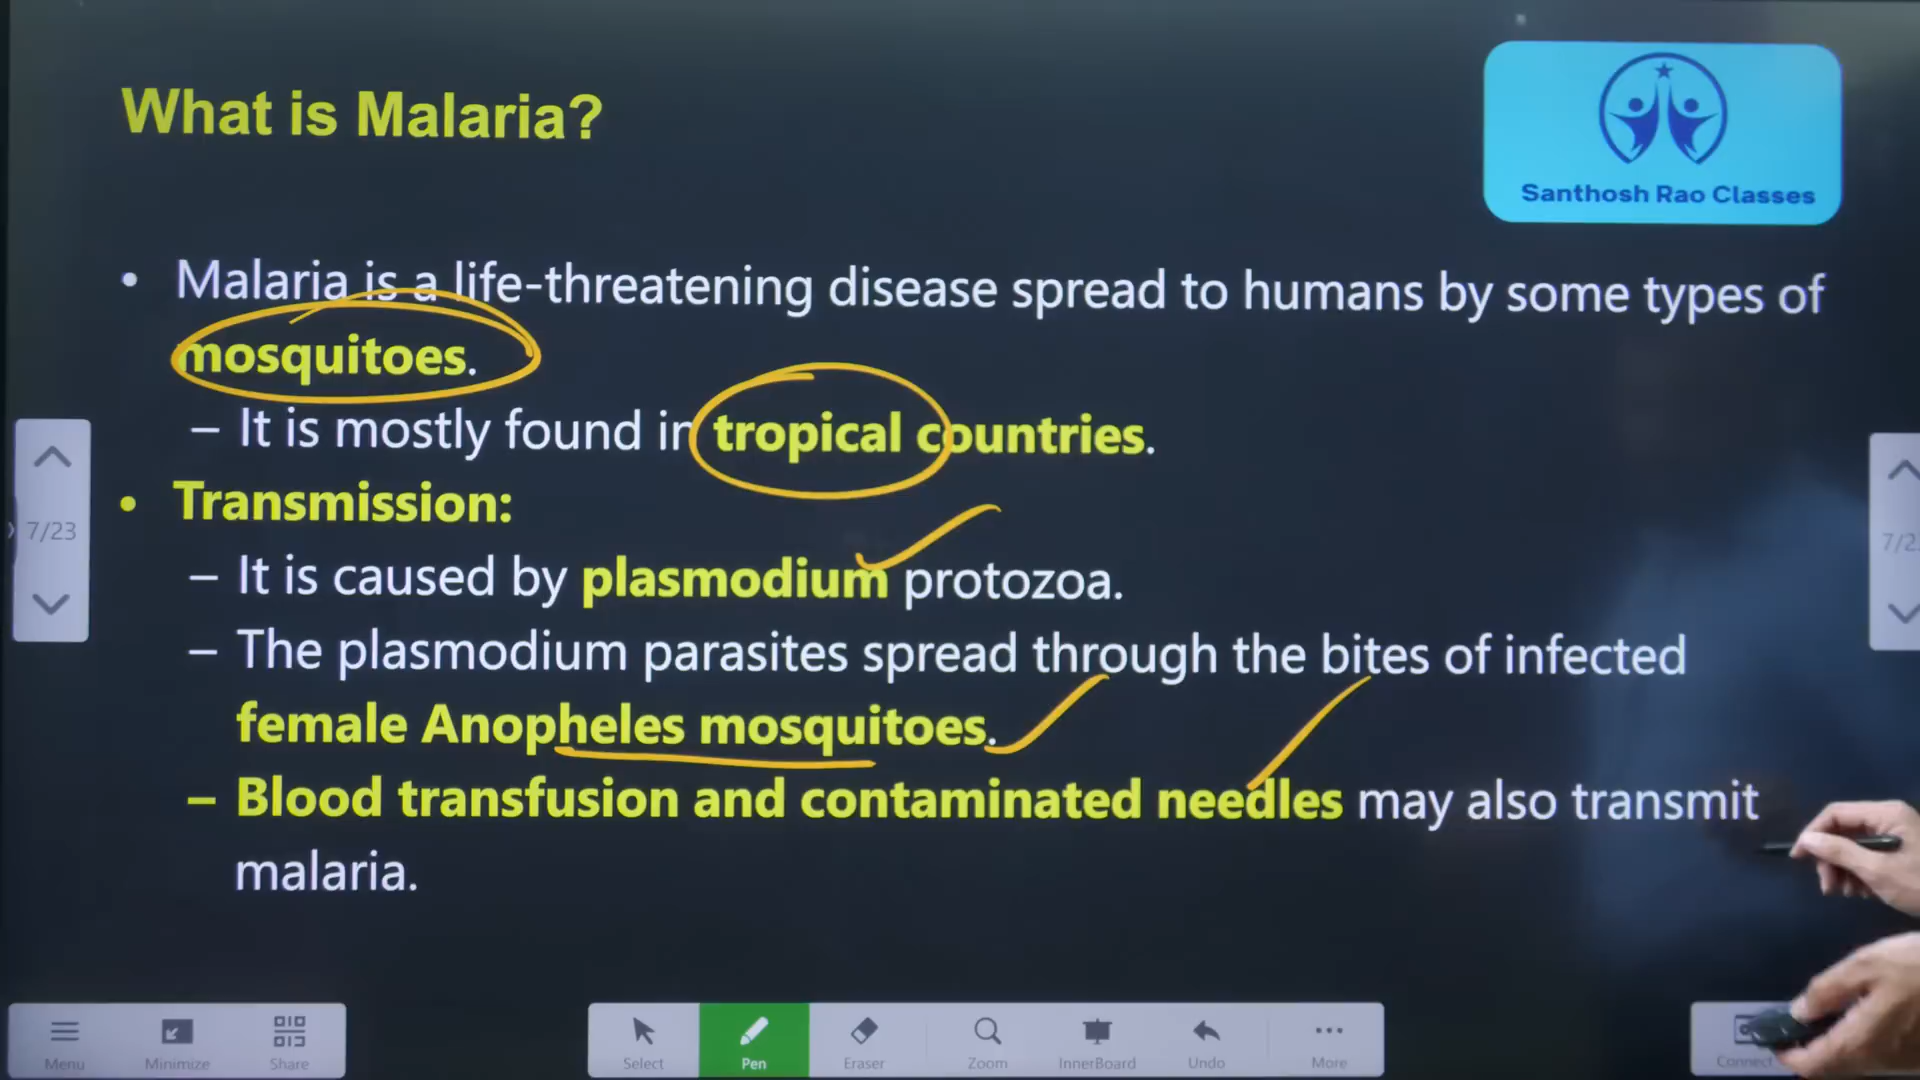 What is Malaria?
Santhosh Rao Classes
• Malaria is a life-threatening disease spread to humans by some types of
mosquitoes.
– It is mostly found in tropical countries.
• Transmission:
– It is caused by plasmodium protozoa.
– The plasmodium parasites spread through the bites of infected
female Anopheles mosquitoes.
– Blood transfusion and contaminated needles may also transmit
malaria.
7/23
7/2
Menu Minimize Share
Select Pen Eraser Zoom InnerBoard Undo More
Connect